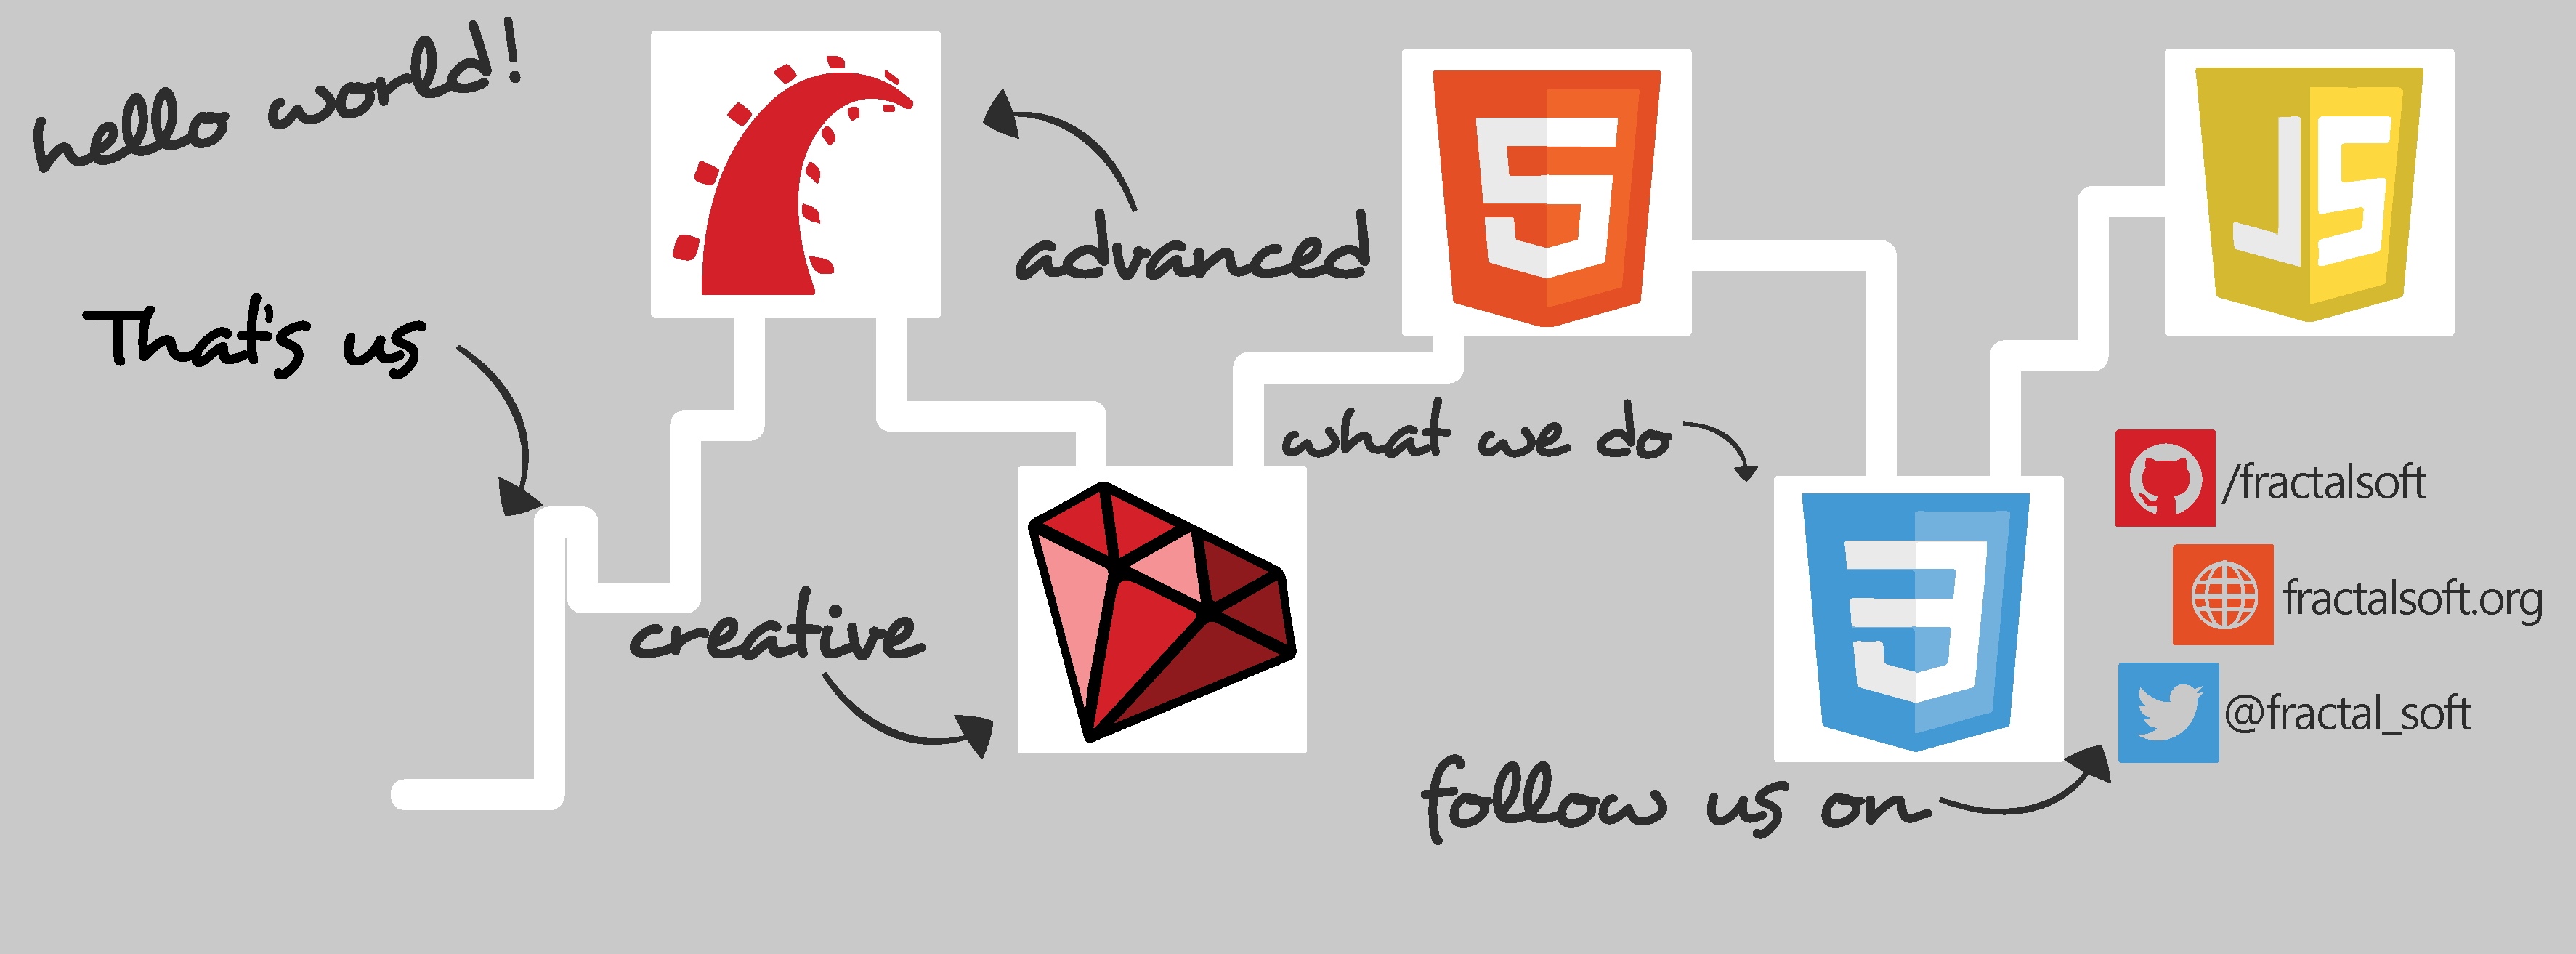 hello world!
That's us
advanced
creative
what we do
follow us on
5
3
JS
/fractalsoft
fractalsoft.org
@fractal_soft